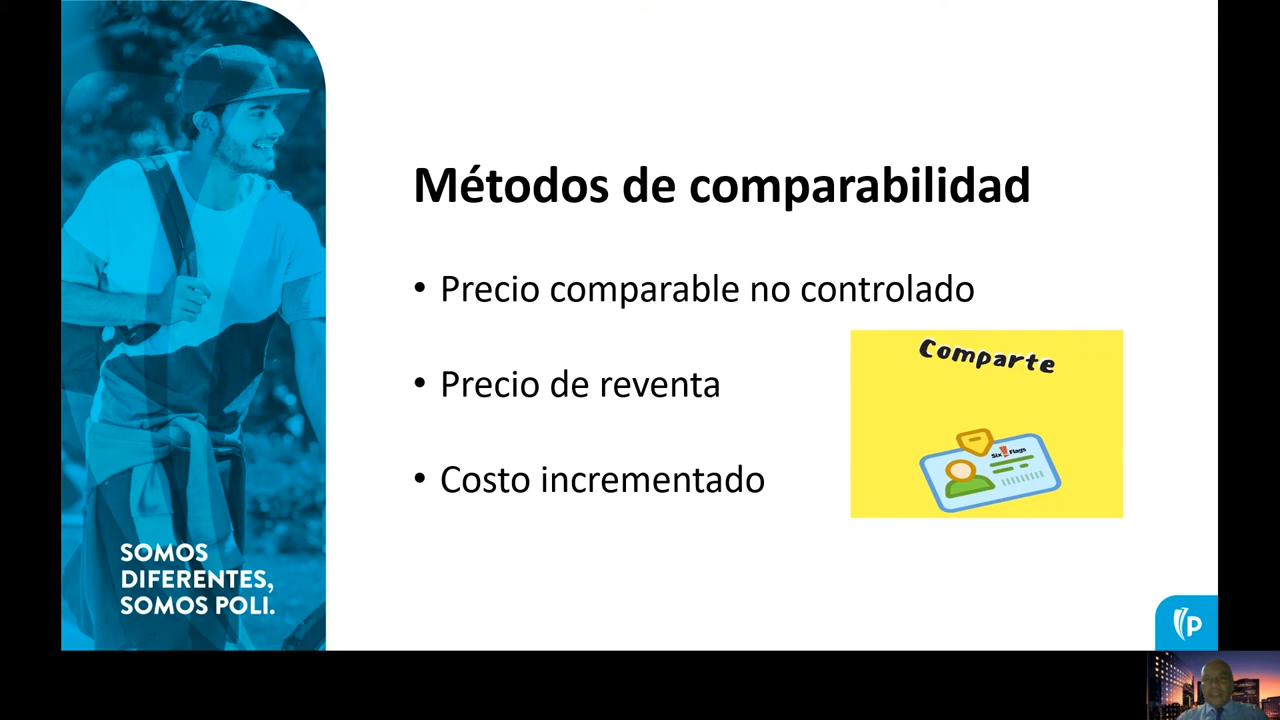 Métodos de comparabilidad
• Precio comparable no controlado
• Precio de reventa
• Costo incrementado
Comparte
Six Flags
SOMOS
DIFERENTES,
SOMOS POLI.
P